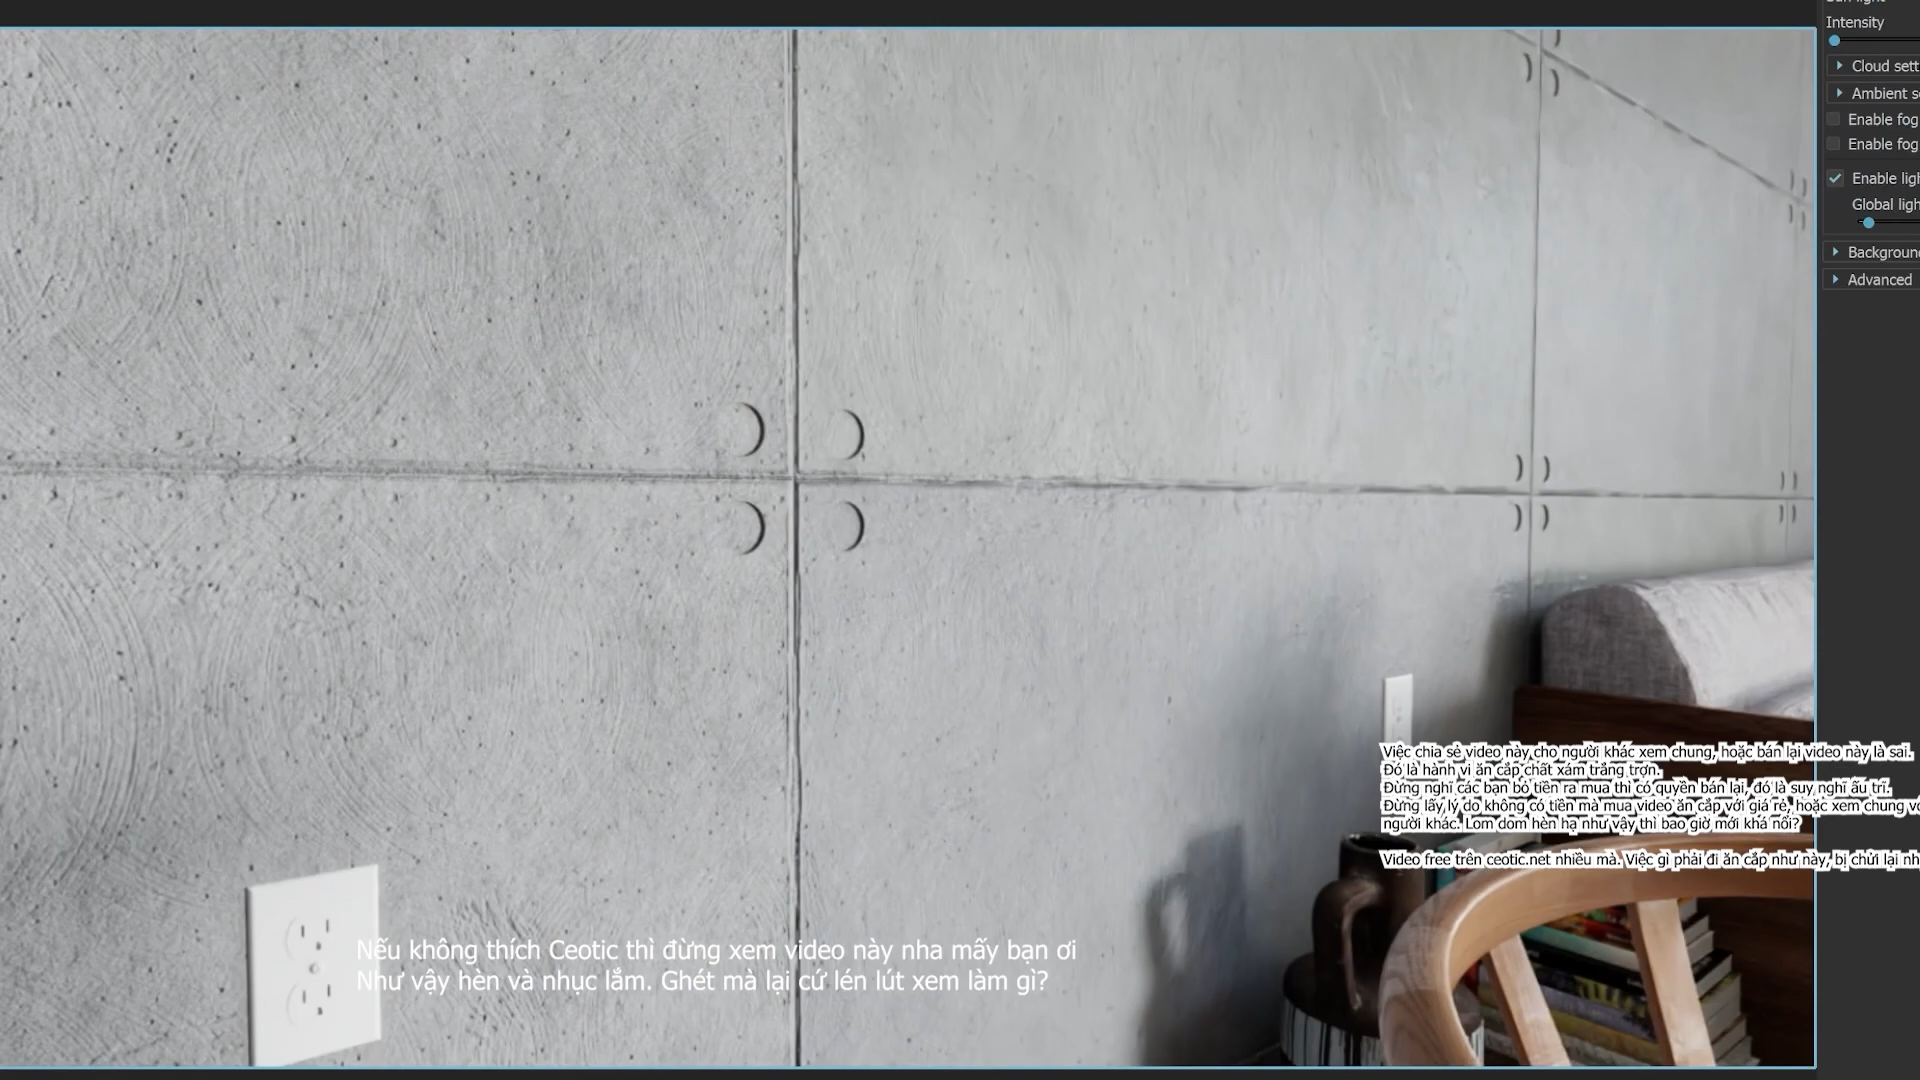 Intensity
Cloud sett
Ambient s
Enable fog
Enable fog
Enable ligh
Global ligh
Background
Advanced
Việc chia sẻ video này cho người khác xem chung, hoặc bán lại video này là sai.
Đó là hành vi ăn cắp chất xám trắng trợn.
Đừng nghĩ các bạn bỏ tiền ra mua thì có quyền bán lại, đó là suy nghĩ ấu trĩ.
Đừng lấy lý do không có tiền mà mua video ăn cắp với giá rẻ, hoặc xem chung vớ
người khác. Lom dom hèn hạ như vậy thì bao giờ mới khá nổi?
Video free trên ceotic.net nhiều mà. Việc gì phải đi ăn cắp như này, bị chửi lại nh
Nếu không thích Ceotic thì đừng xem video này nha mấy bạn ơi
Như vậy hèn và nhục lắm. Ghét mà lại cứ lén lút xem làm gì?